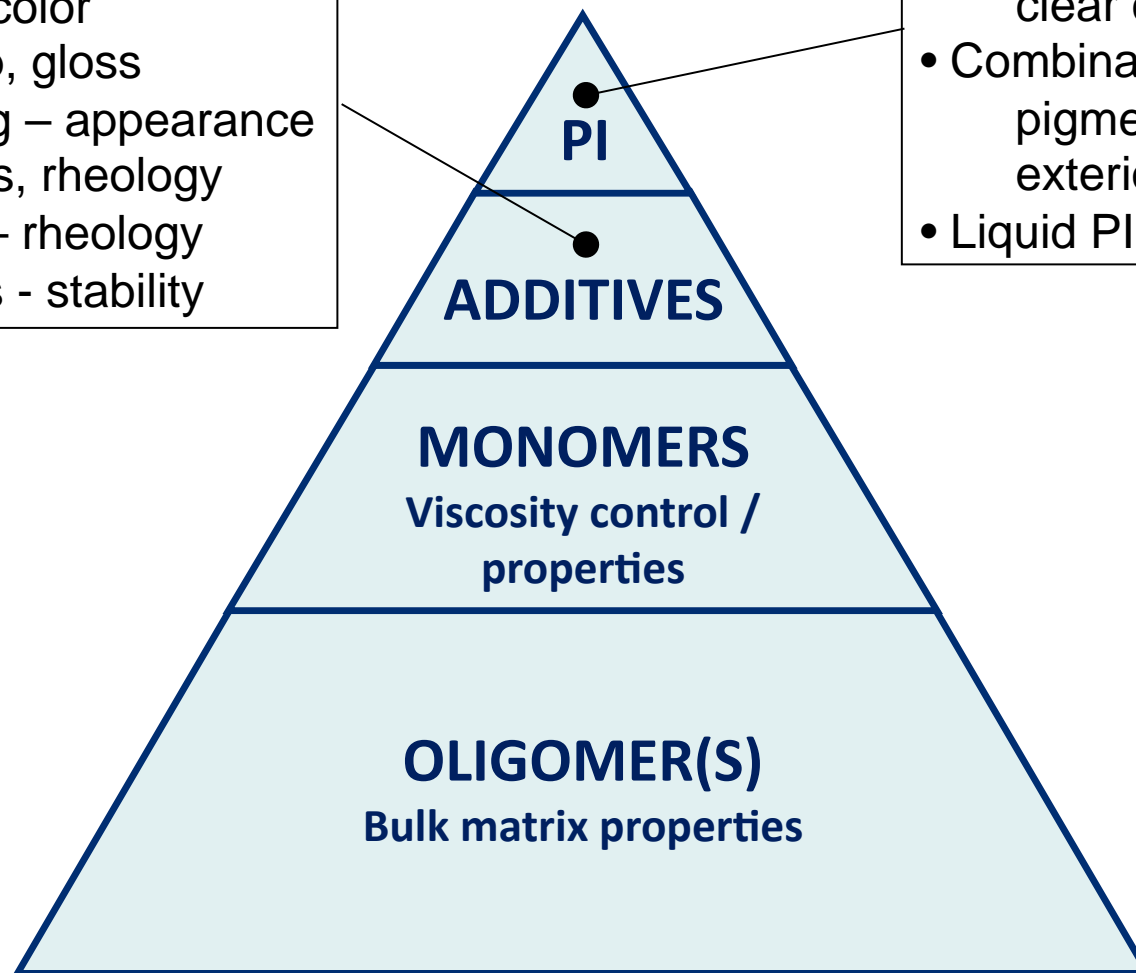 color
, gloss
– appearance
, rheology
- rheology
- stability
clear
• Combina
pigme
exterio
• Liquid PI
PI
ADDITIVES
MONOMERS
Viscosity control /
properties
OLIGOMER(S)
Bulk matrix properties